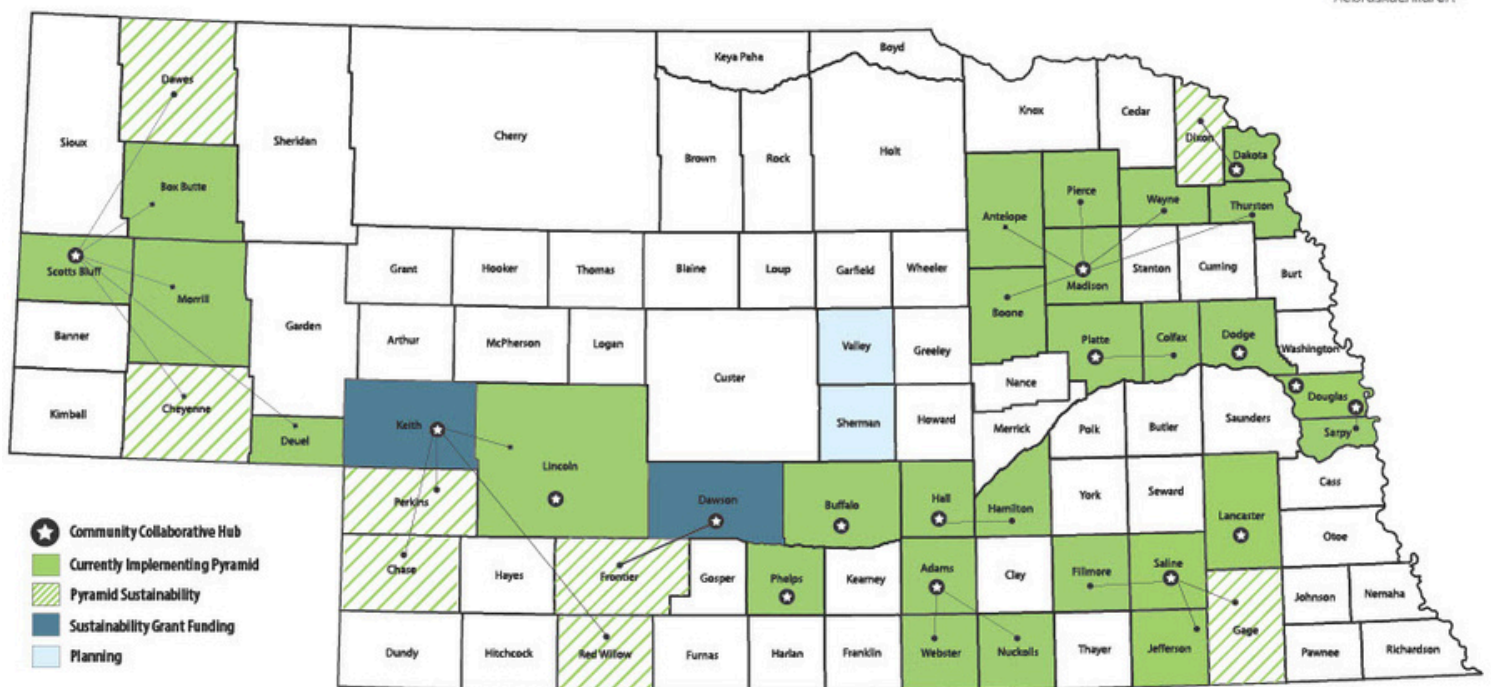 Keya Paha
Boyd
Dawes
Sioux
Sheridan
Cherry
Brown
Rock
Holt
Knox
Cedar
Dixon
Dakota
Box Butte
Pierce
Wayne
Thurston
Antelope
Scotts Bluff
Morrill
Grant
Hooker
Thomas
Blaine
Loup
Garfield
Wheeler
Madison
Stanton
Cuming
Burt
Banner
Garden
Arthur
McPherson
Logan
Custer
Valley
Greeley
Boone
Platte
Colfax
Dodge
Washington
Nance
Kimball
Cheyenne
Deuel
Keith
Lincoln
Sherman
Howard
Merrick
Polk
Butler
Saunders
Douglas
Sarpy
Perkins
Dawson
Buffalo
Hall
Hamilton
York
Seward
Lancaster
Cass
Otoe
Chase
Hayes
Frontier
Gosper
Phelps
Kearney
Adams
Clay
Fillmore
Saline
Gage
Johnson
Nemaha
Dundy
Hitchcock
Red Willow
Furnas
Harlan
Franklin
Webster
Nuckolls
Thayer
Jefferson
Pawnee
Richardson
Community Collaborative Hub
Currently Implementing Pyramid
Pyramid Sustainability
Sustainability Grant Funding
Planning